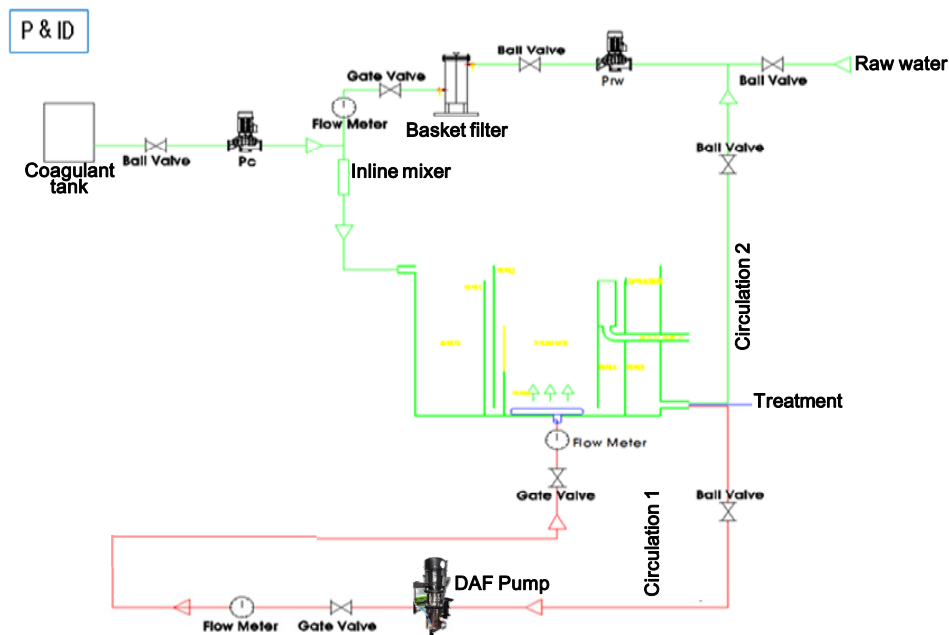 P & ID
Ball Valve
Prw
Ball Valve
Raw water
Gate Valve
Flow Meter
Basket filter
Coagulant
tank
Ball Valve
Pc
Inline mixer
Ball Valve
Circulation 2
Treatment
Flow Meter
Gate Valve
Circulation 1
Ball Valve
DAF Pump
Flow Meter
Gate Valve